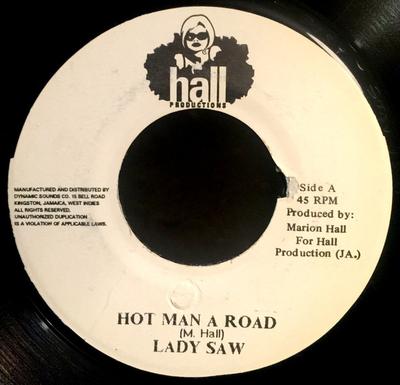 hall
PRODUCTIONS
MANUFACTURED AND DISTRIBUTED BY
DYNAMIC SOUNDS CO. 15 BELL ROAD
KINGSTON, JAMAICA, WEST INDIES
ALL RIGHTS RESERVED.
UNAUTHORIZED DUPLICATION
IS A VIOLATION OF APPLICABLE LAWS.
Side A
45 RPM
Produced by:
Marion Hall
For Hall
Production (JA.)
HOT MAN A ROAD
(M. Hall)
LADY SAW